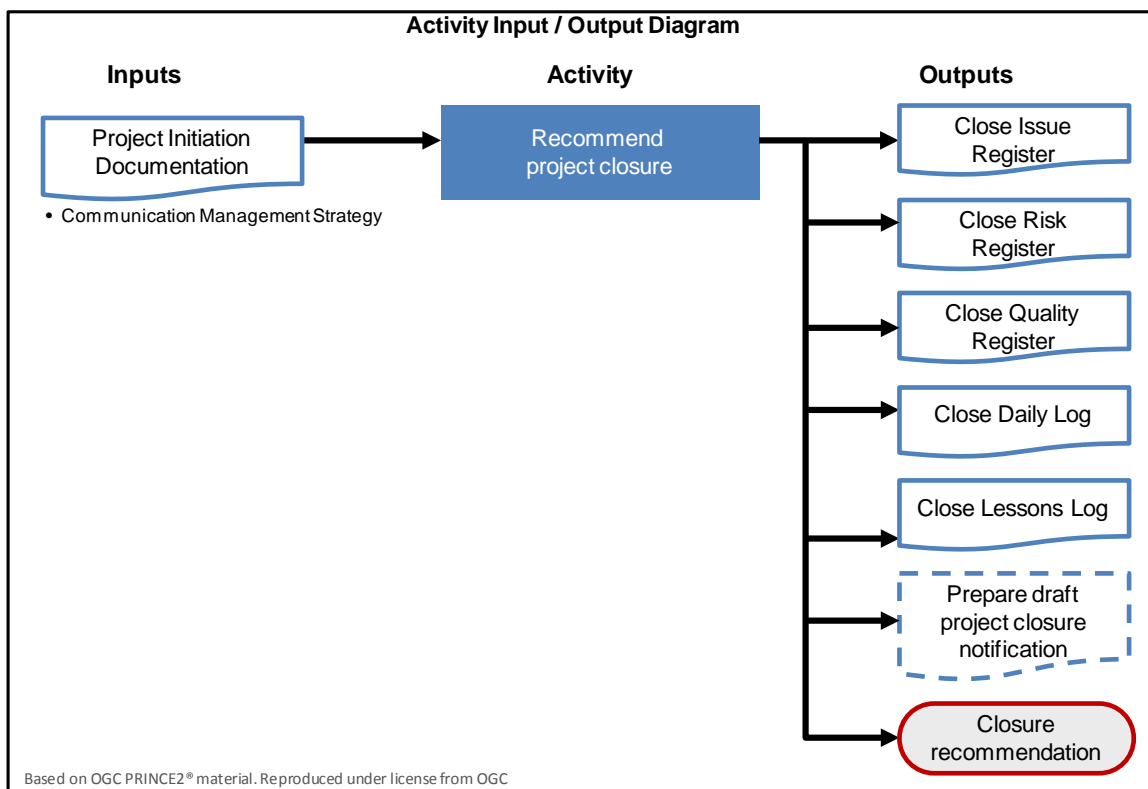 Activity Input / Output Diagram
Inputs
Activity
Outputs
Project Initiation
Documentation
• Communication Management Strategy
Recommend
project closure
Close Issue
Register
Close Risk
Register
Close Quality
Register
Close Daily Log
Close Lessons Log
Prepare draft
project closure
notification
Closure
recommendation
Based on OGC PRINCE2® material. Reproduced under license from OGC